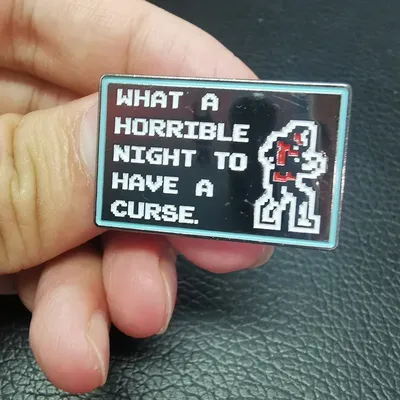 WHAT A
HORRIBLE
NIGHT TO
HAVE A
CURSE.